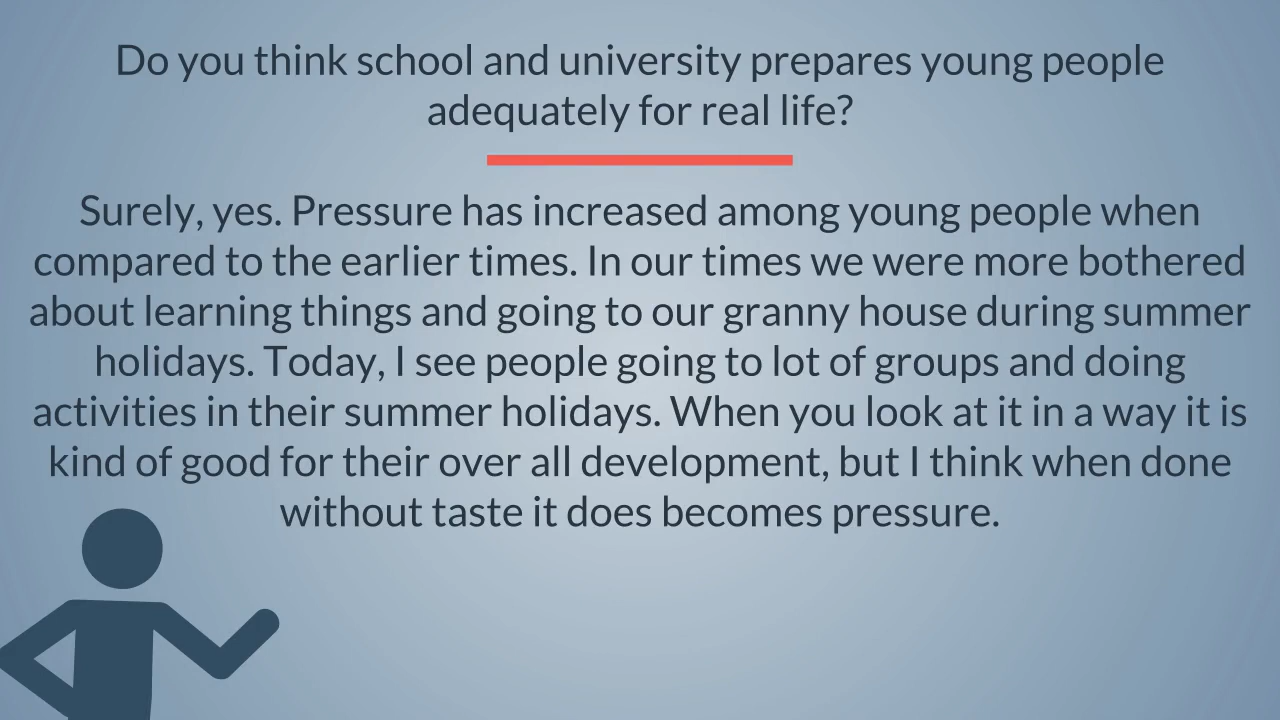 Do you think school and university prepares young people
adequately for real life?
Surely, yes. Pressure has increased among young people when
compared to the earlier times. In our times we were more bothered
about learning things and going to our granny house during summer
holidays. Today, I see people going to lot of groups and doing
activities in their summer holidays. When you look at it in a way it is
kind of good for their over all development, but I think when done
without taste it does becomes pressure.